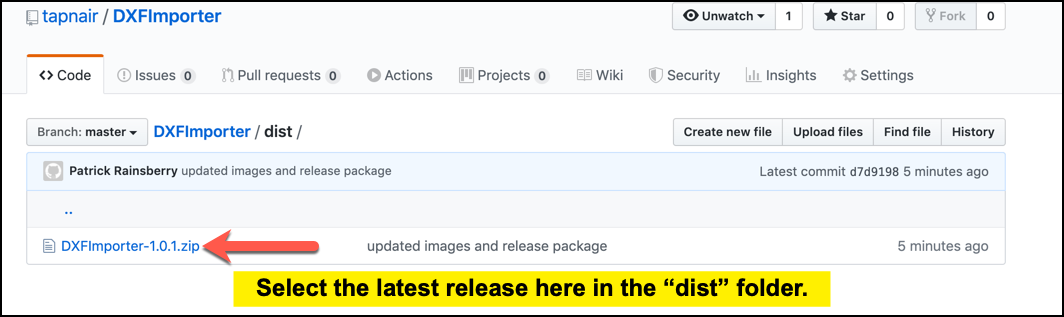 tapnair / DXFImporter
Unwatch 1 Star 0 Fork 0
Code Issues 0 Pull requests 0 Actions Projects 0 Wiki Security Insights Settings
Branch: master DXFImporter / dist / Create new file Upload files Find file History
Patrick Rainsberry updated images and release package Latest commit d7d9198 5 minutes ago
..
DXFImporter-1.0.1.zip updated images and release package 5 minutes ago
Select the latest release here in the “dist” folder.